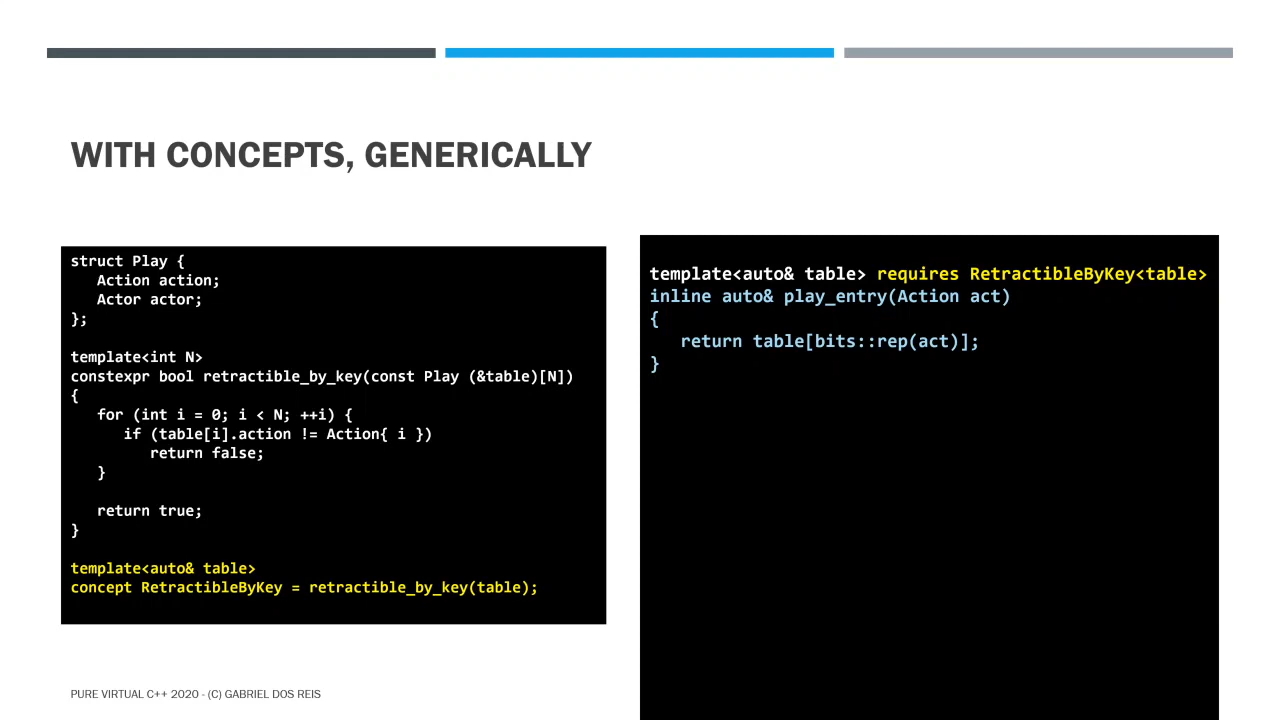 WITH CONCEPTS, GENERICALLY
struct Play {
   Action action;
   Actor actor;
};
template<int N>
constexpr bool retractible_by_key(const Play (&table)[N])
{
   for (int i = 0; i < N; ++i) {
      if (table[i].action != Action{ i })
         return false;
   }
   return true;
}
template<auto& table>
concept RetractibleByKey = retractible_by_key(table);
template<auto& table> requires RetractibleByKey<table>
inline auto& play_entry(Action act)
{
   return table[bits::rep(act)];
}
PURE VIRTUAL C++ 2020 - (C) GABRIEL DOS REIS